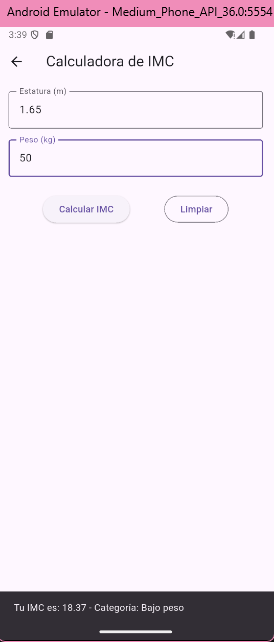 Android Emulator - Medium_Phone_API_36.0:5554
3:39
Calculadora de IMC
Estatura (m)
1.65
Peso (kg)
50
Calcular IMC
Limpiar
Tu IMC es: 18.37 - Categoría: Bajo peso